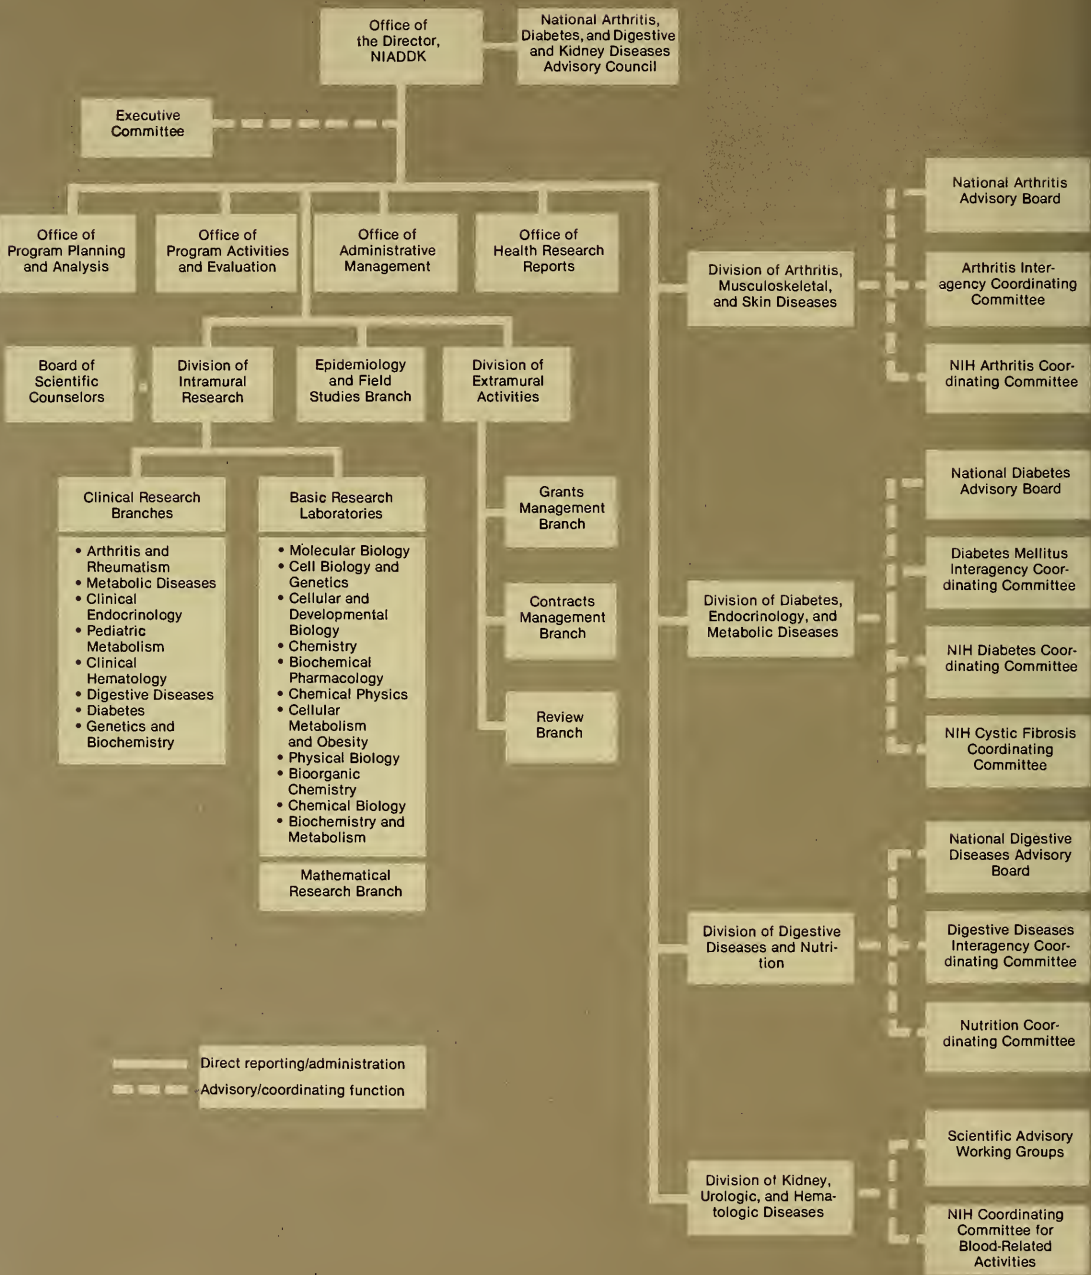 Office of
the Director,
NIADDK
National Arthritis,
Diabetes, and Digestive
and Kidney Diseases
Advisory Council
Executive
Committee
Office of
Program Planning
and Analysis
Office of
Program Activities
and Evaluation
Office of
Administrative
Management
Office of
Health Research
Reports
Board of
Scientific
Counselors
Division of
Intramural
Research
Epidemiology
and Field
Studies Branch
Division of
Extramural
Activities
Clinical Research
Branches
• Arthritis and
Rheumatism
• Metabolic Diseases
• Clinical
Endocrinology
• Pediatric
Metabolism
• Clinical
Hematology
• Digestive Diseases
• Diabetes
• Genetics and
Biochemistry
Basic Research
Laboratories
• Molecular Biology
• Cell Biology and
Genetics
• Cellular and
Developmental
Biology
• Chemistry
• Biochemical
Pharmacology
• Chemical Physics
• Cellular
Metabolism
and Obesity
• Physical Biology
• Bioorganic
Chemistry
• Chemical Biology
• Biochemistry and
Metabolism
Mathematical
Research Branch
Grants
Management
Branch
Contracts
Management
Branch
Review
Branch
Division of Arthritis,
Musculoskeletal,
and Skin Diseases
National Arthritis
Advisory Board
Arthritis Inter-
agency Coordinating
Committee
NIH Arthritis Coor-
dinating Committee
Division of Diabetes,
Endocrinology, and
Metabolic Diseases
National Diabetes
Advisory Board
Diabetes Mellitus
Interagency Coor-
dinating Committee
NIH Diabetes Coor-
dinating Committee
NIH Cystic Fibrosis
Coordinating
Committee
Division of Digestive
Diseases and Nutri-
tion
National Digestive
Diseases Advisory
Board
Digestive Diseases
Interagency Coor-
dinating Committee
Nutrition Coor-
dinating Committee
Division of Kidney,
Urologic, and Hema-
tologic Diseases
Scientific Advisory
Working Groups
NIH Coordinating
Committee for
Blood-Related
Activities
Direct reporting/administration
Advisory/coordinating function